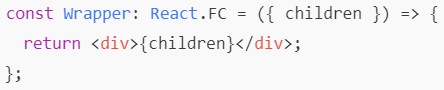 const Wrapper: React.FC = ({ children }) => {
  return <div>{children}</div>;
};